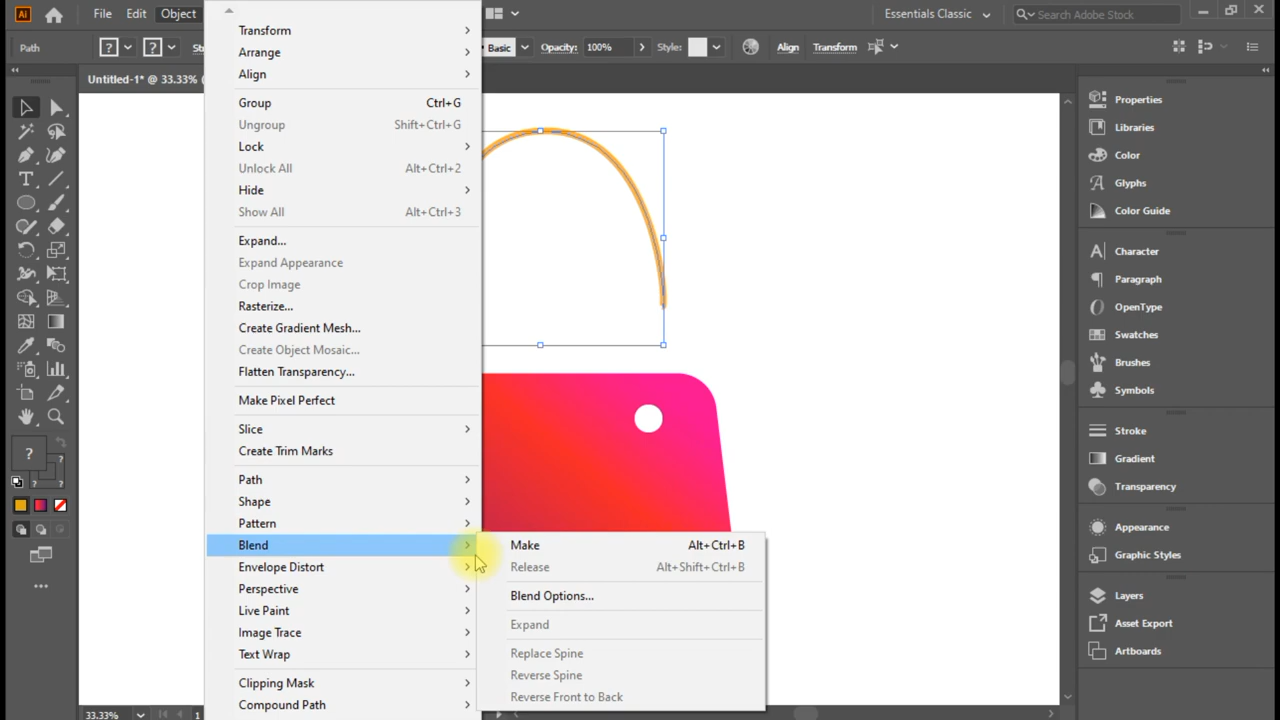 Ai File Edit Object Essentials Classic Search Adobe Stock
Path ? ? St Basic Opacity: 100% Style: Align Transform
Untitled-1* @ 33.33% (
Transform
Arrange
Align
Group Ctrl+G
Ungroup Shift+Ctrl+G
Lock
Unlock All Alt+Ctrl+2
Hide
Show All Alt+Ctrl+3
Expand...
Expand Appearance
Crop Image
Rasterize...
Create Gradient Mesh...
Create Object Mosaic...
Flatten Transparency...
Make Pixel Perfect
Slice
Create Trim Marks
Path
Shape
Pattern
Blend
Envelope Distort
Perspective
Live Paint
Image Trace
Text Wrap
Clipping Mask
Compound Path
Make Alt+Ctrl+B
Release Alt+Shift+Ctrl+B
Blend Options...
Expand
Replace Spine
Reverse Spine
Reverse Front to Back
Properties
Libraries
Color
Glyphs
Color Guide
Character
Paragraph
OpenType
Swatches
Brushes
Symbols
Stroke
Gradient
Transparency
Appearance
Graphic Styles
Layers
Asset Export
Artboards
? ? ? ?
33.33% 1